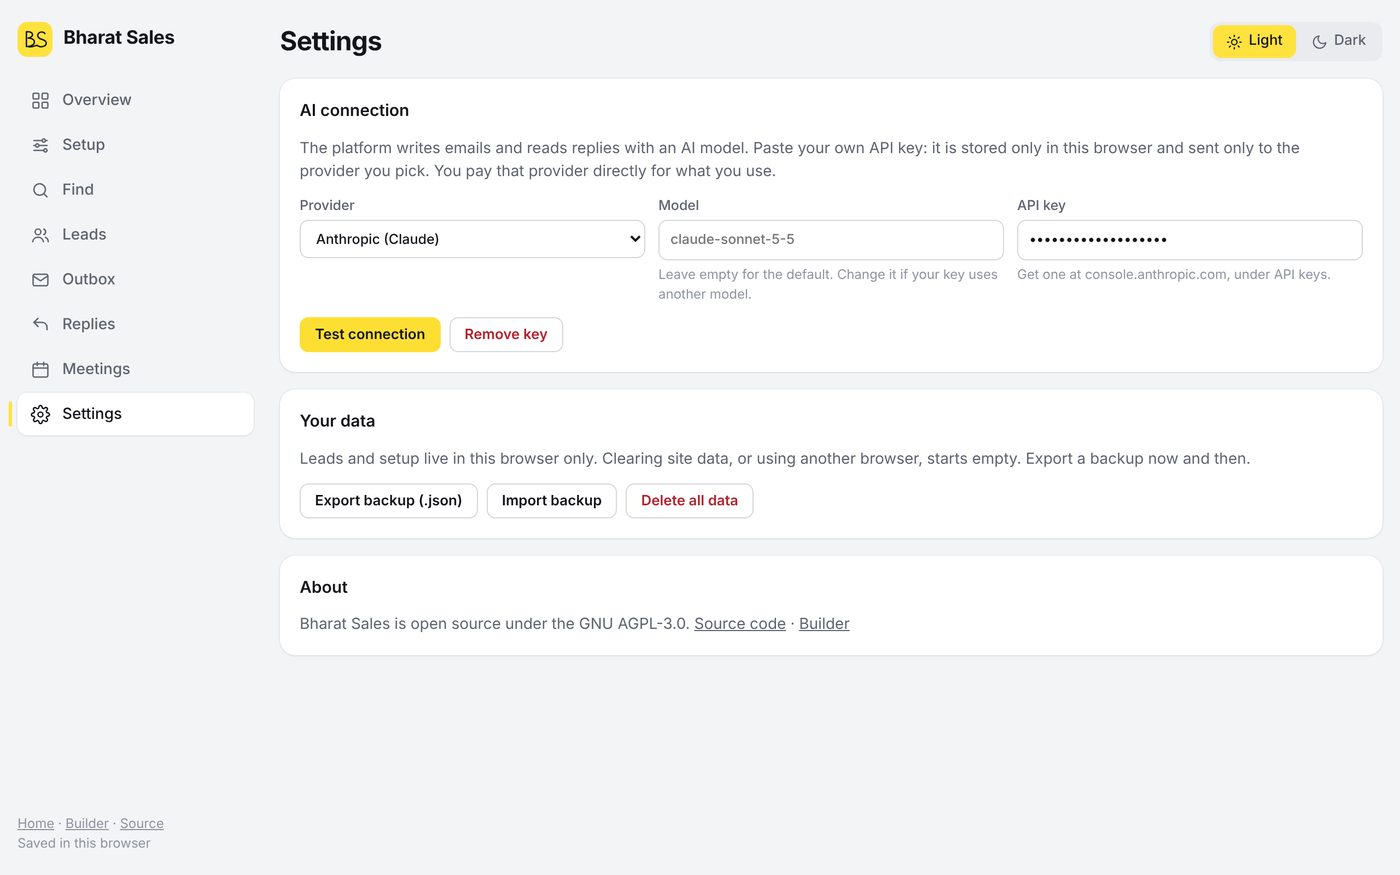 BS Bharat Sales
Overview
Setup
Find
Leads
Outbox
Replies
Meetings
Settings
Home · Builder · Source
Saved in this browser
Settings
Light
Dark
AI connection
The platform writes emails and reads replies with an AI model. Paste your own API key: it is stored only in this browser and sent only to the
provider you pick. You pay that provider directly for what you use.
Provider
Anthropic (Claude)
Model
claude-sonnet-5-5
Leave empty for the default. Change it if your key uses
another model.
API key
•••••••••••••••••••
Get one at console.anthropic.com, under API keys.
Test connection
Remove key
Your data
Leads and setup live in this browser only. Clearing site data, or using another browser, starts empty. Export a backup now and then.
Export backup (.json)
Import backup
Delete all data
About
Bharat Sales is open source under the GNU AGPL-3.0. Source code · Builder